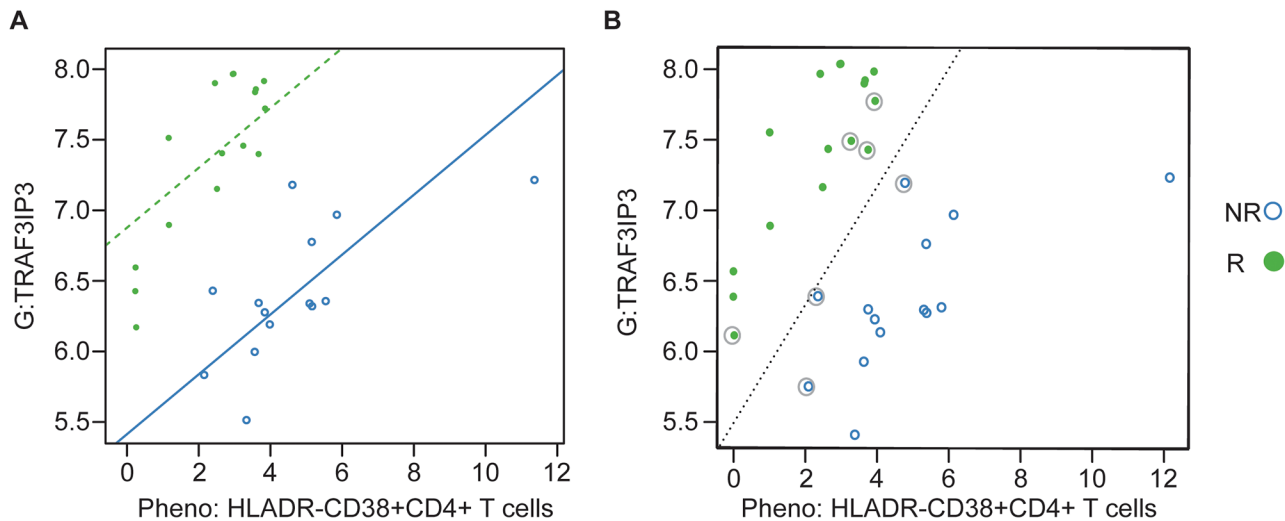 A
8.0
7.5
7.0
6.5
6.0
5.5
G:TRAF3IP3
0 2 4 6 8 10 12
Pheno: HLADR-CD38+CD4+ T cells
B
8.0
7.5
7.0
6.5
6.0
5.5
G:TRAF3IP3
0 2 4 6 8 10 12
Pheno: HLADR-CD38+CD4+ T cells
NR
R